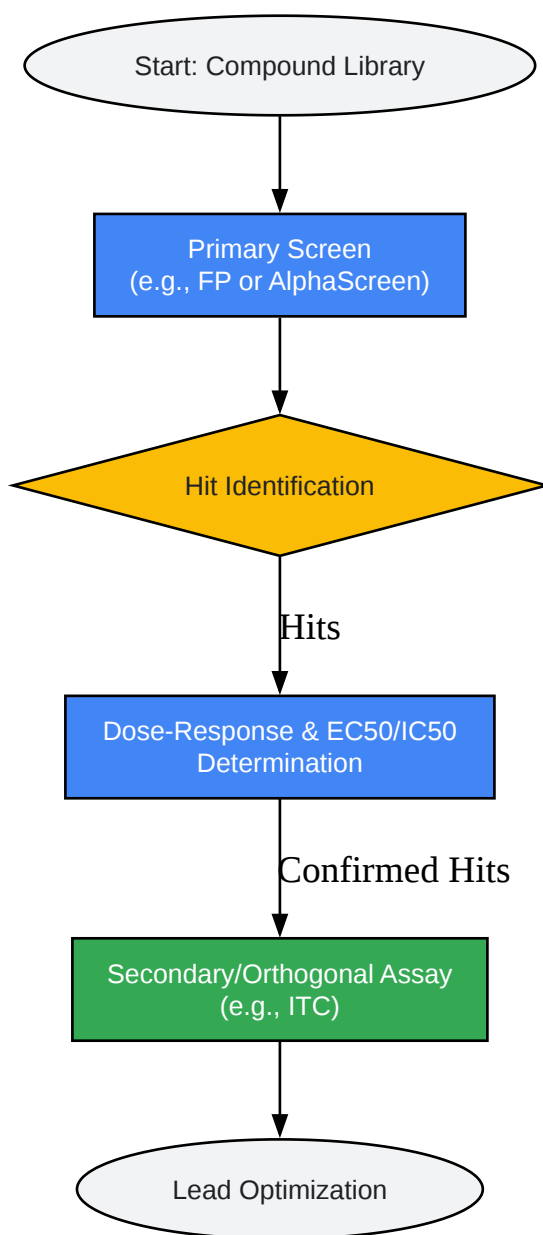 Start: Compound Library
Primary Screen
(e.g., FP or AlphaScreen)
Hit Identification
Hits
Dose-Response & EC50/IC50
Determination
Confirmed Hits
Secondary/Orthogonal Assay
(e.g., ITC)
Lead Optimization